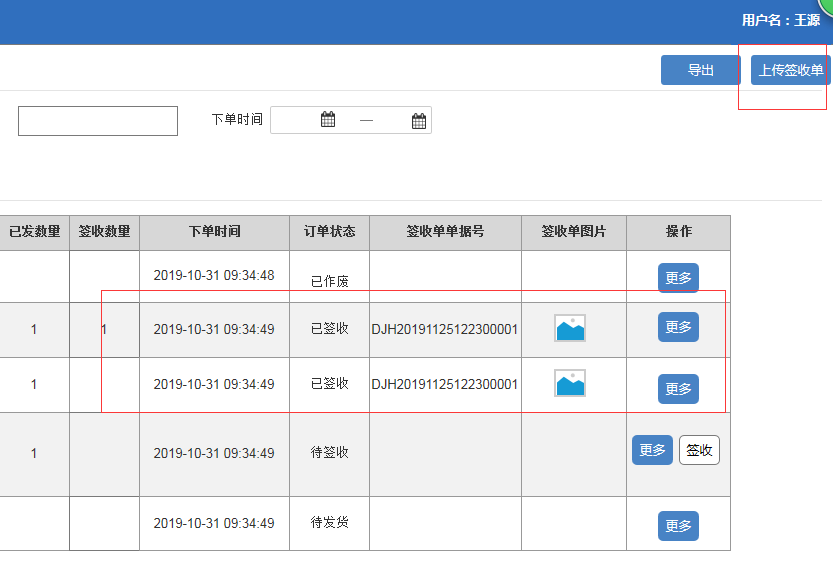 用户名：王源
导出 上传签收单
下单时间 —
已发数量 签收数量 下单时间 订单状态 签收单单据号 签收单图片 操作
2019-10-31 09:34:48 已作废 更多
1 1 2019-10-31 09:34:49 已签收 DJH20191125122300001 更多
1 2019-10-31 09:34:49 已签收 DJH20191125122300001 更多
1 2019-10-31 09:34:49 待签收 更多 签收
2019-10-31 09:34:49 待发货 更多